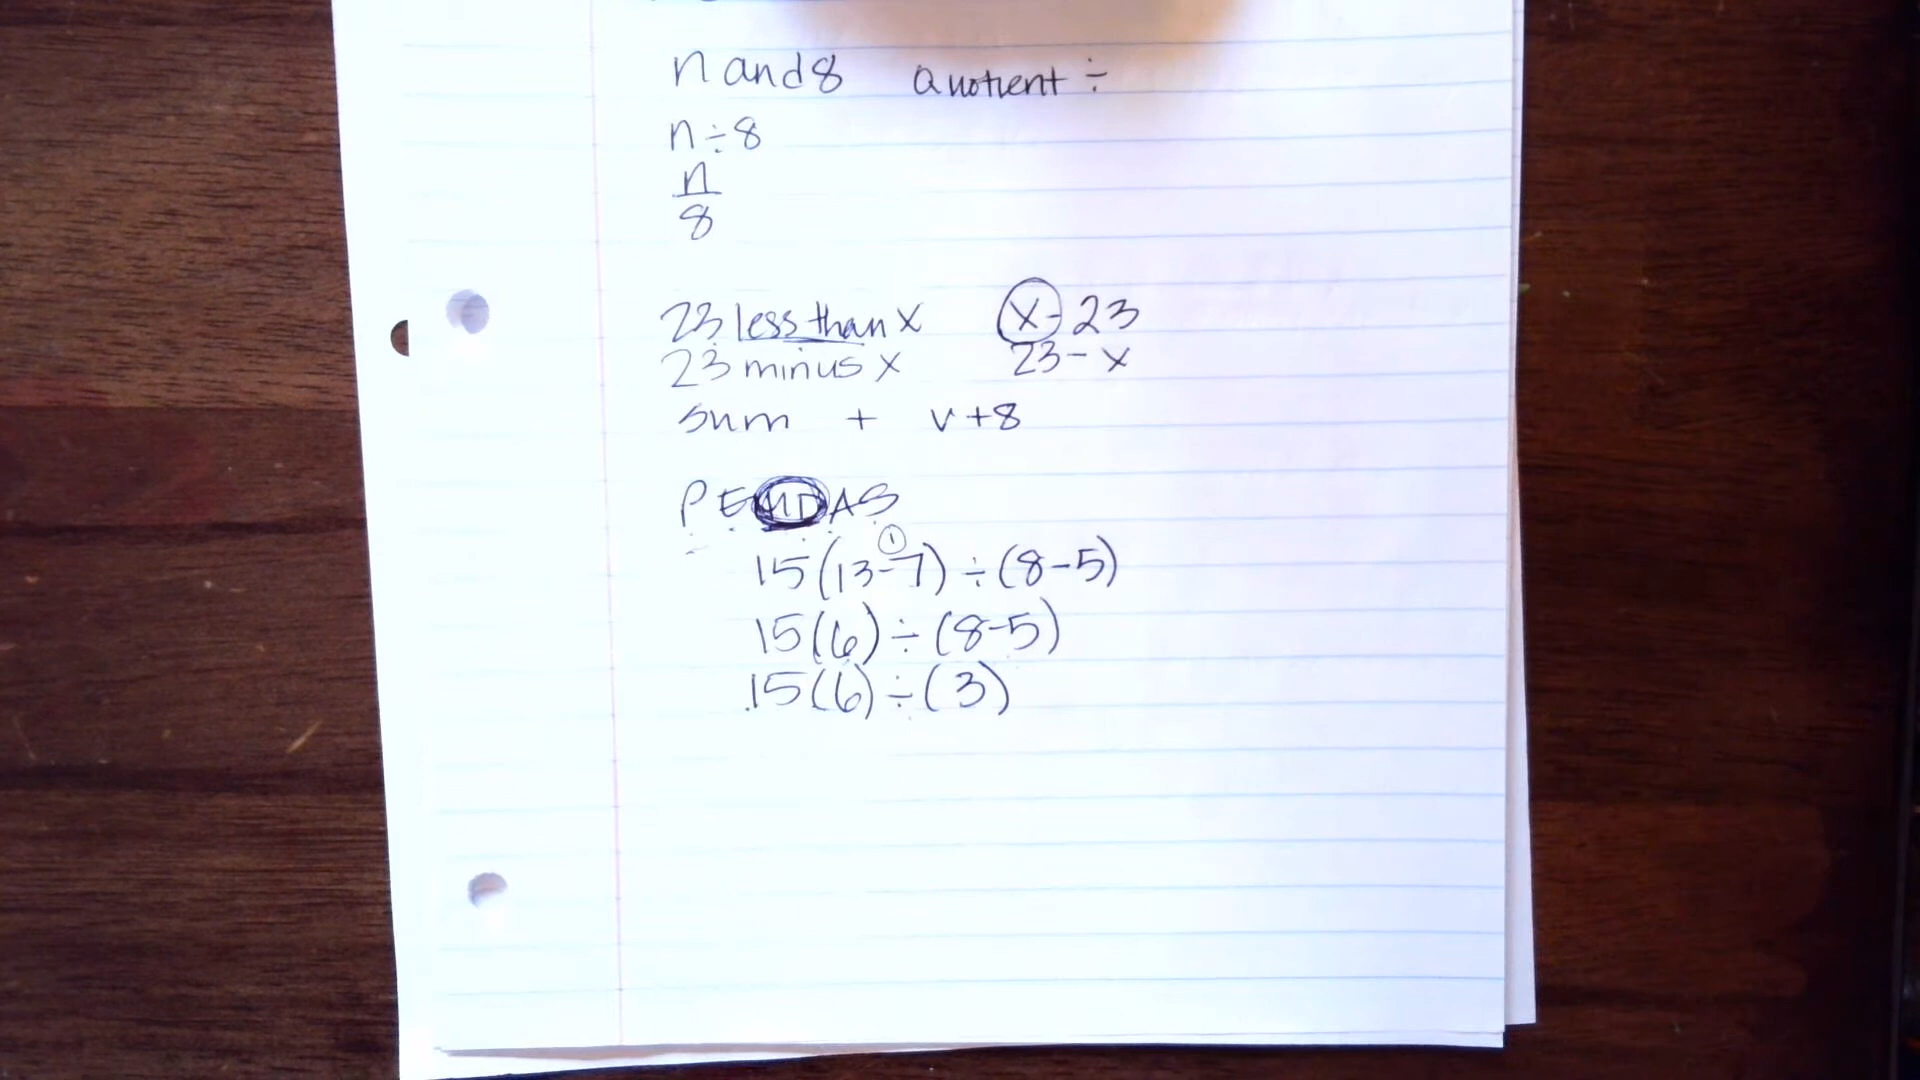 n and 8 Quotient ÷
n ÷ 8
n
8
23 less than x x - 23
23 minus x 23 - x
sum + v + 8
PEMDAS
1
15(13-7) ÷ (8-5)
15(6) ÷ (8-5)
15(6) ÷ (3)